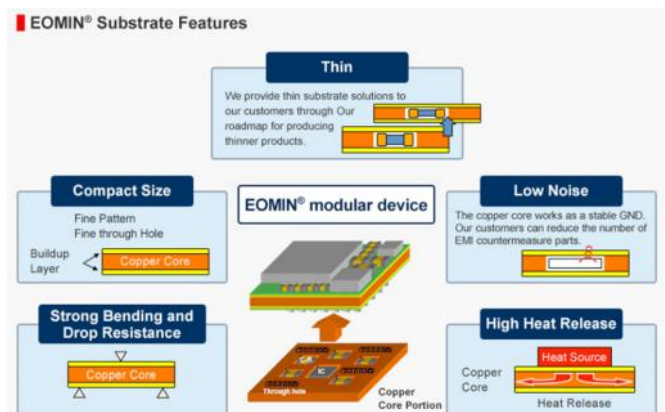 EOMIN® Substrate Features
Thin
We provide thin substrate solutions to
our customers through Our
roadmap for producing
thinner products.
Compact Size
Fine Pattern
Fine through Hole
Buildup
Layer
Copper Core
EOMIN® modular device
Low Noise
The copper core works as a stable GND.
Our customers can reduce the number of
EMI countermeasure parts.
Strong Bending and
Drop Resistance
Copper Core
IC
Through hole
Copper
Core Portion
High Heat Release
Heat Source
Copper
Core
Heat Release